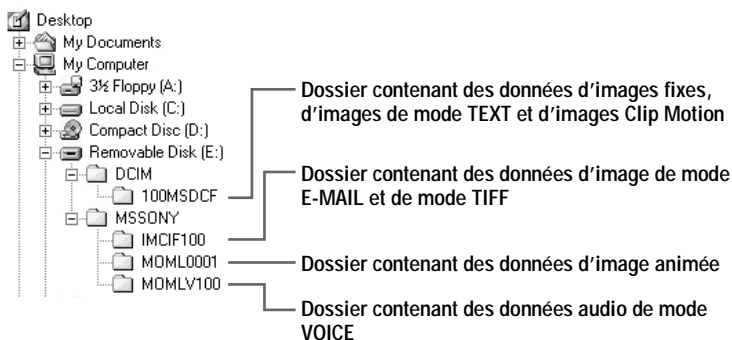 Desktop
My Documents
My Computer
3½ Floppy (A:)
Local Disk (C:)
Compact Disc (D:)
Removable Disk (E:)
DCIM
100MSDCF
MSSONY
IMCIF100
MOML0001
MOMLV100
Dossier contenant des données d’images fixes,
d’images de mode TEXT et d’images Clip Motion
Dossier contenant des données d’image de mode
E-MAIL et de mode TIFF
Dossier contenant des données d’image animée
Dossier contenant des données audio de mode
VOICE